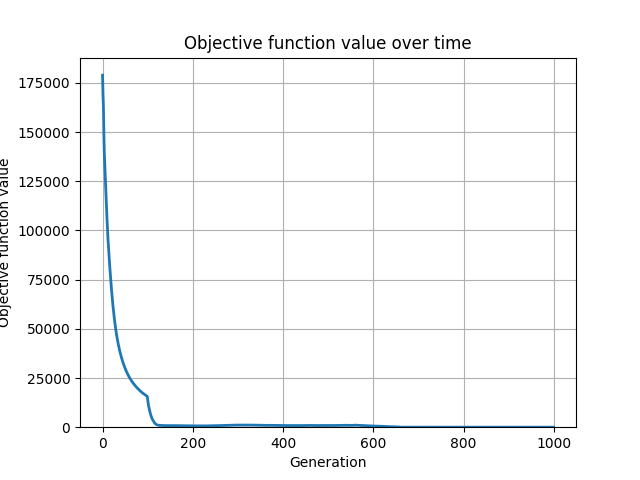 Objective function value over time
175000
150000
125000
100000
75000
50000
25000
0
Objective function value
0 200 400 600 800 1000
Generation